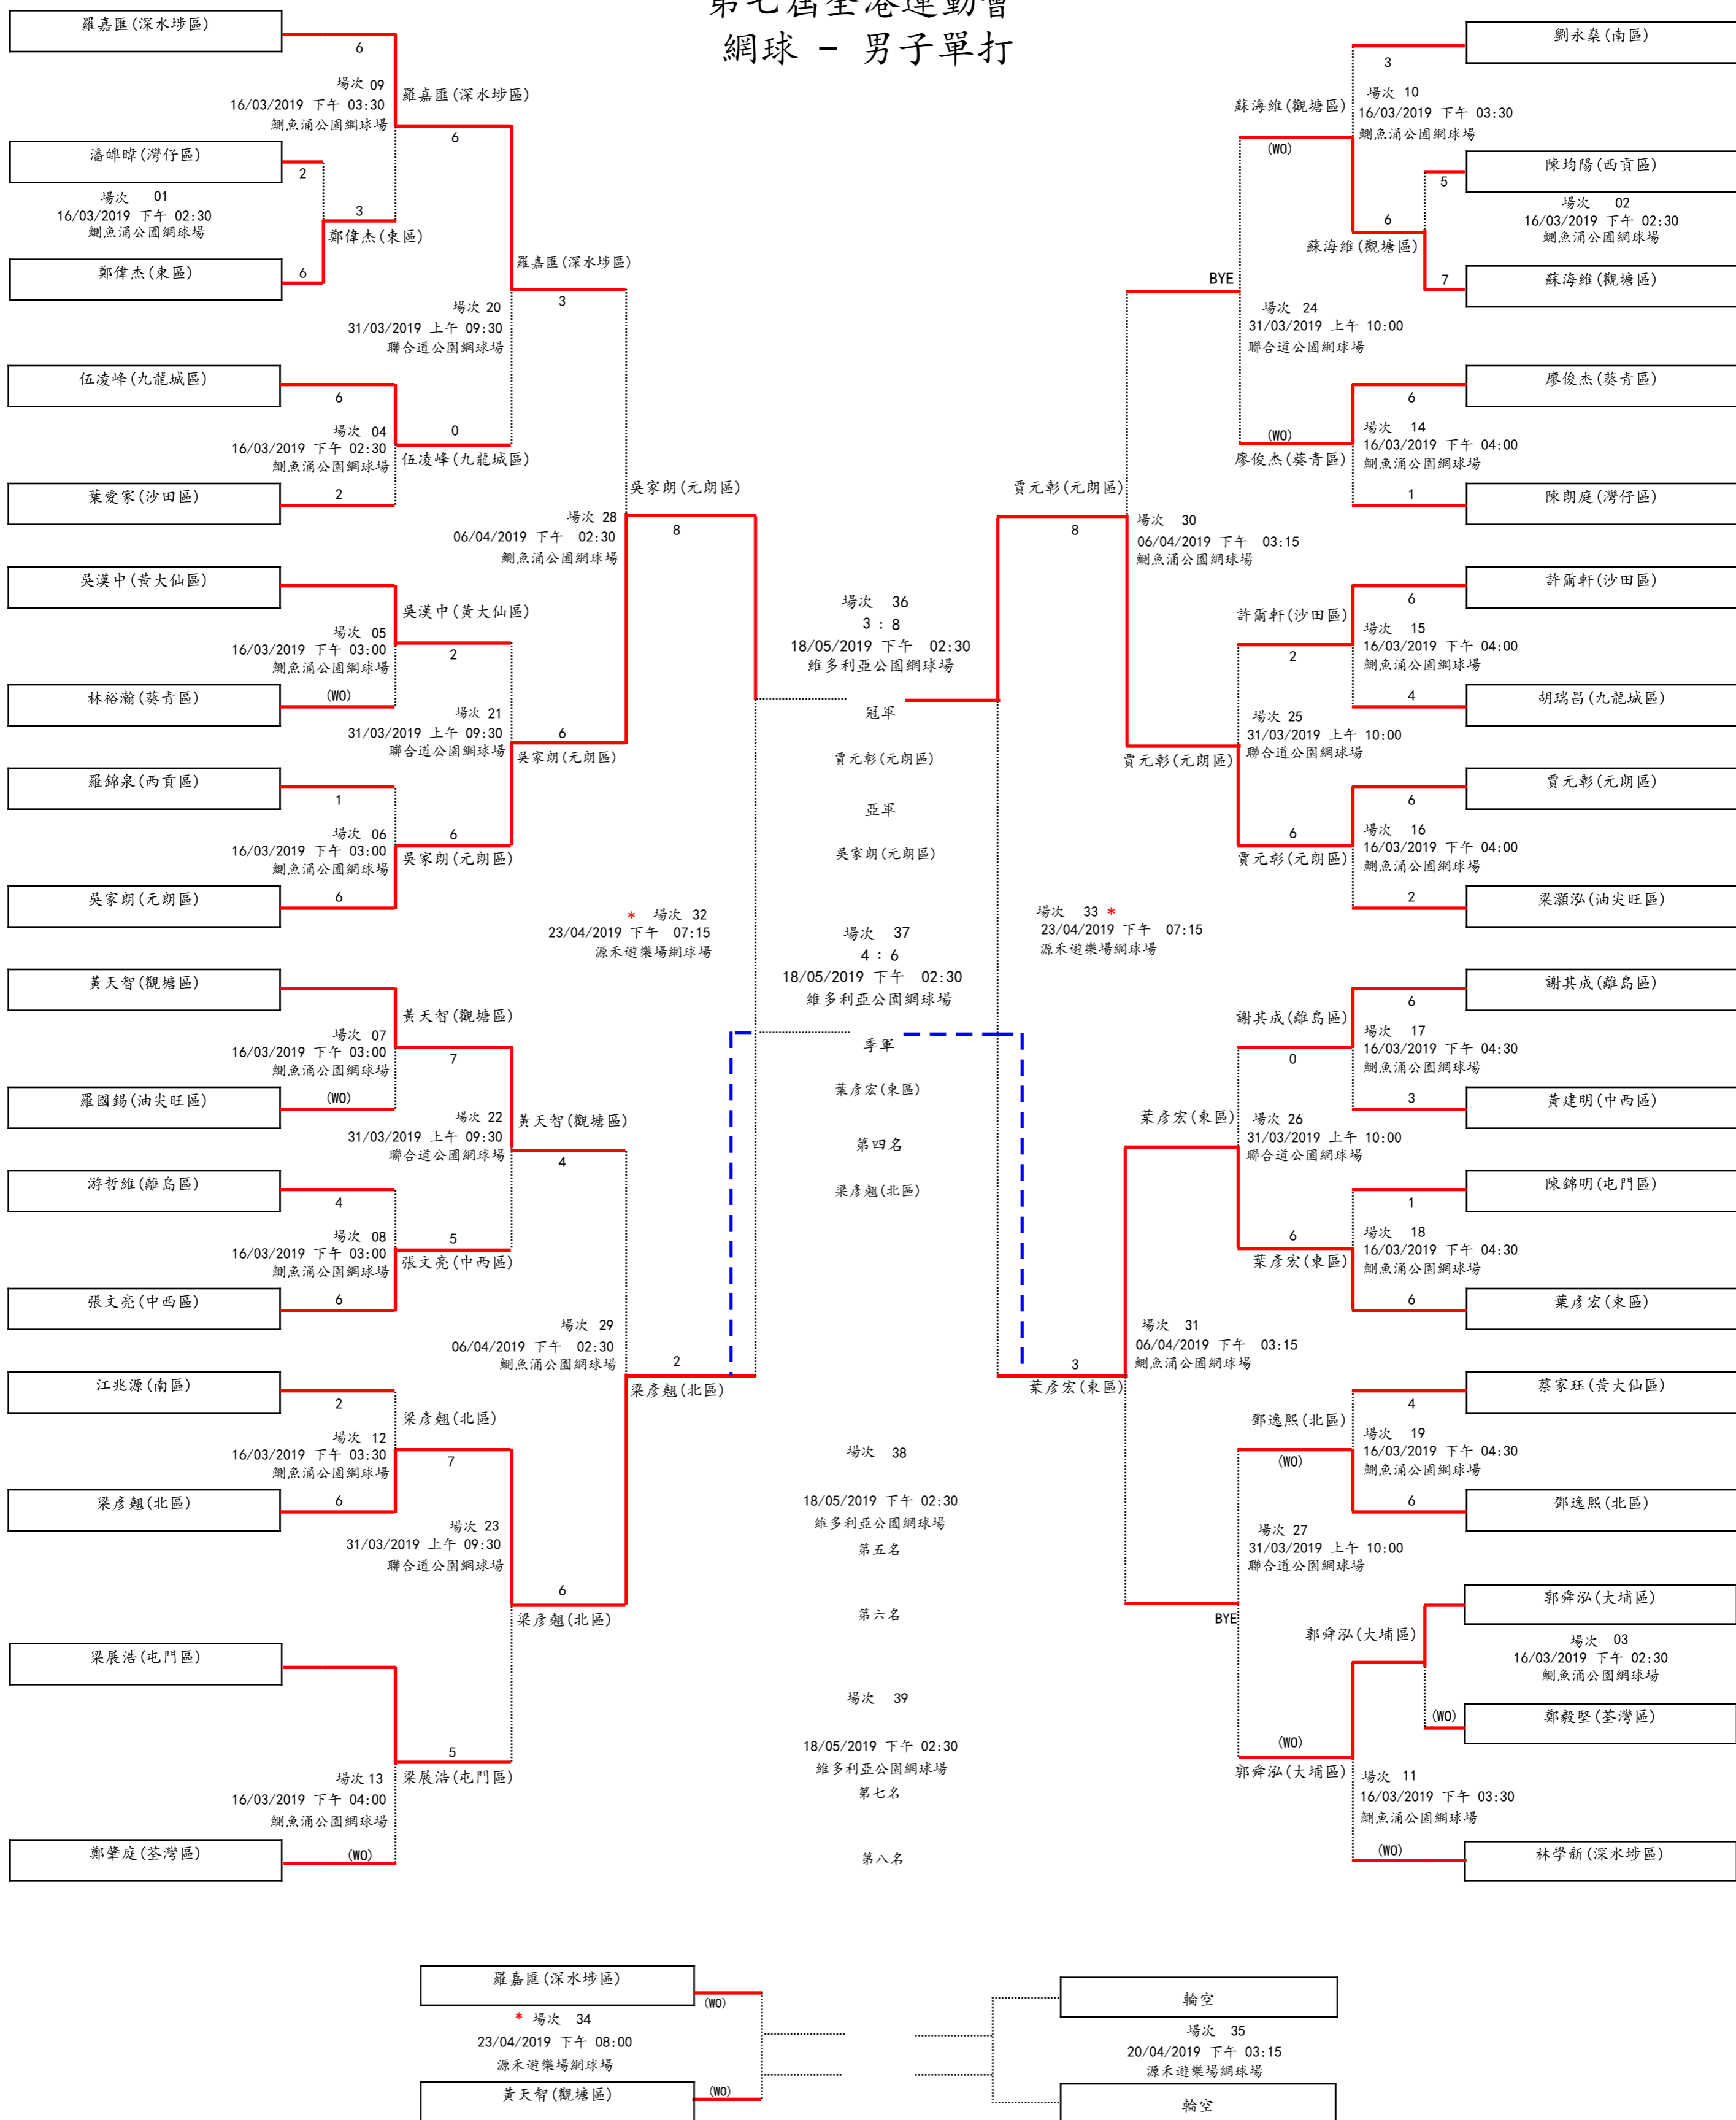 第七屆全港運動會
網球 - 男子單打
羅嘉匯(深水埗區)
6
場次 09
16/03/2019 下午 03:30
鰂魚涌公園網球場
羅嘉匯(深水埗區)
6
潘皞暐(灣仔區)
2
場次 01
16/03/2019 下午 02:30
鰂魚涌公園網球場
3
鄭偉杰(東區)
鄭偉杰(東區)
6
羅嘉匯(深水埗區)
3
場次 20
31/03/2019 上午 09:30
聯合道公園網球場
伍凌峰(九龍城區)
6
場次 04
16/03/2019 下午 02:30
鰂魚涌公園網球場
0
伍凌峰(九龍城區)
葉愛家(沙田區)
2
吳家朗(元朗區)
8
場次 28
06/04/2019 下午 02:30
鰂魚涌公園網球場
吳漢中(黃大仙區)
吳漢中(黃大仙區)
2
場次 05
16/03/2019 下午 03:00
鰂魚涌公園網球場
林裕瀚(葵青區)
(WO)
場次 21
31/03/2019 上午 09:30
聯合道公園網球場
6
吳家朗(元朗區)
羅錦泉(西貢區)
1
場次 06
16/03/2019 下午 03:00
鰂魚涌公園網球場
6
吳家朗(元朗區)
吳家朗(元朗區)
6
* 場次 32
23/04/2019 下午 07:15
源禾遊樂場網球場
黃天智(觀塘區)
黃天智(觀塘區)
7
場次 07
16/03/2019 下午 03:00
鰂魚涌公園網球場
羅國錫(油尖旺區)
(WO)
場次 22
31/03/2019 上午 09:30
聯合道公園網球場
黃天智(觀塘區)
4
游哲維(離島區)
4
場次 08
16/03/2019 下午 03:00
鰂魚涌公園網球場
5
張文亮(中西區)
張文亮(中西區)
6
場次 29
06/04/2019 下午 02:30
鰂魚涌公園網球場
2
梁彥翹(北區)
江兆源(南區)
2
梁彥翹(北區)
7
場次 12
16/03/2019 下午 03:30
鰂魚涌公園網球場
梁彥翹(北區)
6
場次 23
31/03/2019 上午 09:30
聯合道公園網球場
6
梁彥翹(北區)
梁展浩(屯門區)
5
梁展浩(屯門區)
場次 13
16/03/2019 下午 04:00
鰂魚涌公園網球場
鄭肇庭(荃灣區)
(WO)
場次 36
3 : 8
18/05/2019 下午 02:30
維多利亞公園網球場
冠軍
賈元彰(元朗區)
亞軍
吳家朗(元朗區)
場次 37
4 : 6
18/05/2019 下午 02:30
維多利亞公園網球場
季軍
葉彥宏(東區)
第四名
梁彥翹(北區)
場次 38
18/05/2019 下午 02:30
維多利亞公園網球場
第五名
第六名
場次 39
18/05/2019 下午 02:30
維多利亞公園網球場
第七名
第八名
劉永燊(南區)
3
場次 10
16/03/2019 下午 03:30
鰂魚涌公園網球場
蘇海維(觀塘區)
(WO)
陳均陽(西貢區)
5
場次 02
16/03/2019 下午 02:30
鰂魚涌公園網球場
6
蘇海維(觀塘區)
7
蘇海維(觀塘區)
BYE
場次 24
31/03/2019 上午 10:00
聯合道公園網球場
廖俊杰(葵青區)
6
場次 14
16/03/2019 下午 04:00
鰂魚涌公園網球場
(WO)
廖俊杰(葵青區)
1
陳朗庭(灣仔區)
賈元彰(元朗區)
8
場次 30
06/04/2019 下午 03:15
鰂魚涌公園網球場
許爾軒(沙田區)
6
許爾軒(沙田區)
2
場次 15
16/03/2019 下午 04:00
鰂魚涌公園網球場
4
胡瑞昌(九龍城區)
場次 25
31/03/2019 上午 10:00
聯合道公園網球場
賈元彰(元朗區)
賈元彰(元朗區)
6
場次 16
16/03/2019 下午 04:00
鰂魚涌公園網球場
6
賈元彰(元朗區)
2
梁灝泓(油尖旺區)
場次 33 *
23/04/2019 下午 07:15
源禾遊樂場網球場
謝其成(離島區)
6
謝其成(離島區)
0
場次 17
16/03/2019 下午 04:30
鰂魚涌公園網球場
3
黃建明(中西區)
葉彥宏(東區)
場次 26
31/03/2019 上午 10:00
聯合道公園網球場
陳錦明(屯門區)
1
場次 18
16/03/2019 下午 04:30
鰂魚涌公園網球場
6
葉彥宏(東區)
6
葉彥宏(東區)
場次 31
06/04/2019 下午 03:15
鰂魚涌公園網球場
3
葉彥宏(東區)
蔡家珏(黃大仙區)
4
鄧逸熙(北區)
(WO)
場次 19
16/03/2019 下午 04:30
鰂魚涌公園網球場
6
鄧逸熙(北區)
場次 27
31/03/2019 上午 10:00
聯合道公園網球場
BYE
郭舜泓(大埔區)
郭舜泓(大埔區)
場次 03
16/03/2019 下午 02:30
鰂魚涌公園網球場
(WO)
鄭毅堅(荃灣區)
(WO)
郭舜泓(大埔區)
場次 11
16/03/2019 下午 03:30
鰂魚涌公園網球場
(WO)
林學新(深水埗區)
羅嘉匯(深水埗區)
(WO)
* 場次 34
23/04/2019 下午 08:00
源禾遊樂場網球場
黃天智(觀塘區)
(WO)
輪空
場次 35
20/04/2019 下午 03:15
源禾遊樂場網球場
輪空